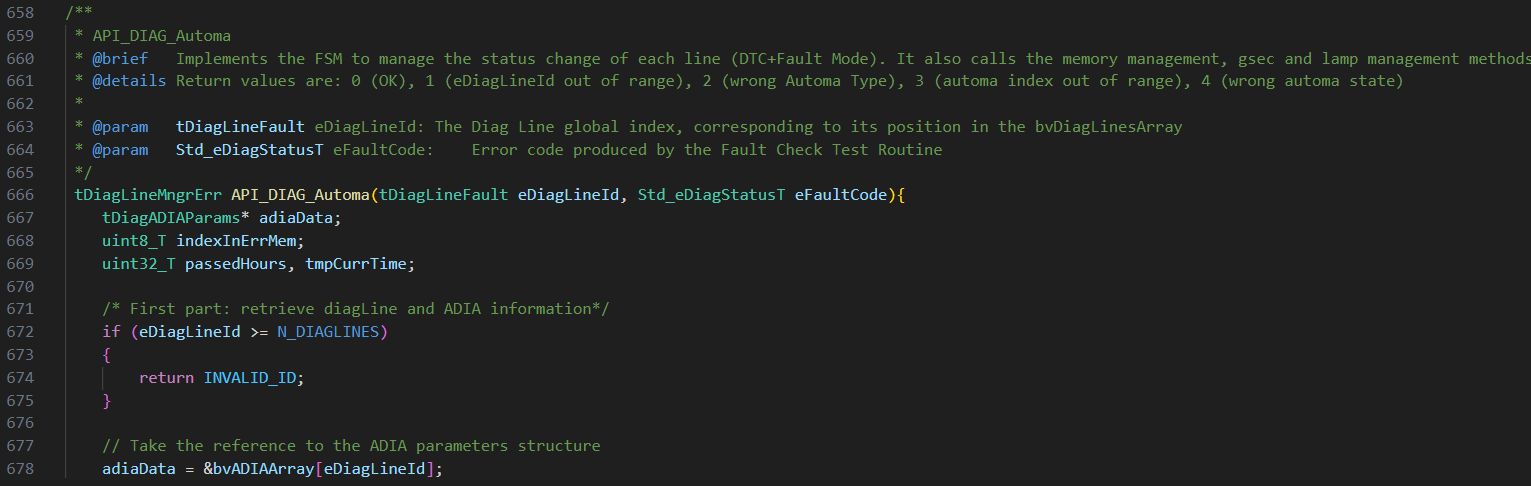 658 /**
659 * API_DIAG_Automa
660 * @brief Implements the FSM to manage the status change of each line (DTC+Fault Mode). It also calls the memory management, gsec and lamp management methods
661 * @details Return values are: 0 (OK), 1 (eDiagLineId out of range), 2 (wrong Automa Type), 3 (automa index out of range), 4 (wrong automa state)
662 *
663 * @param tDiagLineFault eDiagLineId: The Diag Line global index, corresponding to its position in the bvDiagLinesArray
664 * @param Std_eDiagStatusT eFaultCode: Error code produced by the Fault Check Test Routine
665 */
666 tDiagLineMngrErr API_DIAG_Automa(tDiagLineFault eDiagLineId, Std_eDiagStatusT eFaultCode){
667 tDiagADIAParams* adiaData;
668 uint8_T indexInErrMem;
669 uint32_T passedHours, tmpCurrTime;
670
671 /* First part: retrieve diagLine and ADIA information*/
672 if (eDiagLineId >= N_DIAGLINES)
673 {
674 return INVALID_ID;
675 }
676
677 // Take the reference to the ADIA parameters structure
678 adiaData = &bvADIAArray[eDiagLineId];